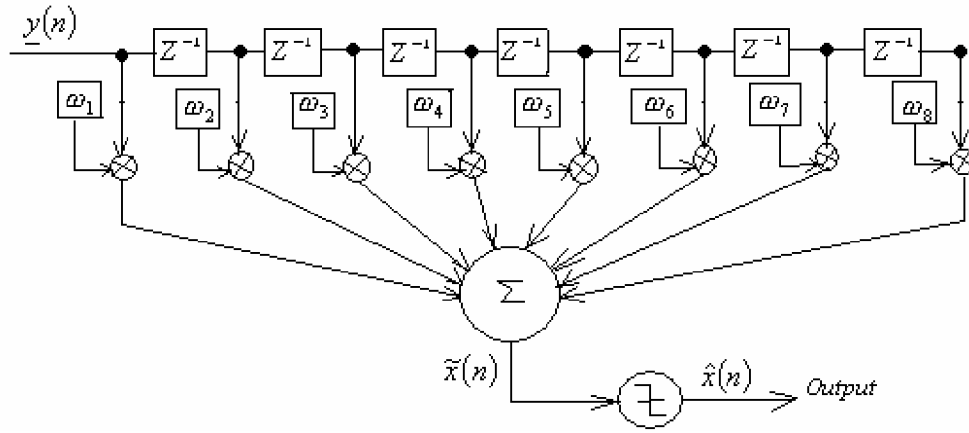 y(n)
Z⁻¹ Z⁻¹ Z⁻¹ Z⁻¹ Z⁻¹ Z⁻¹ Z⁻¹
ω₁ ω₂ ω₃ ω₄ ω₅ ω₆ ω₇ ω₈
Σ
x̃(n) x̂(n) Output